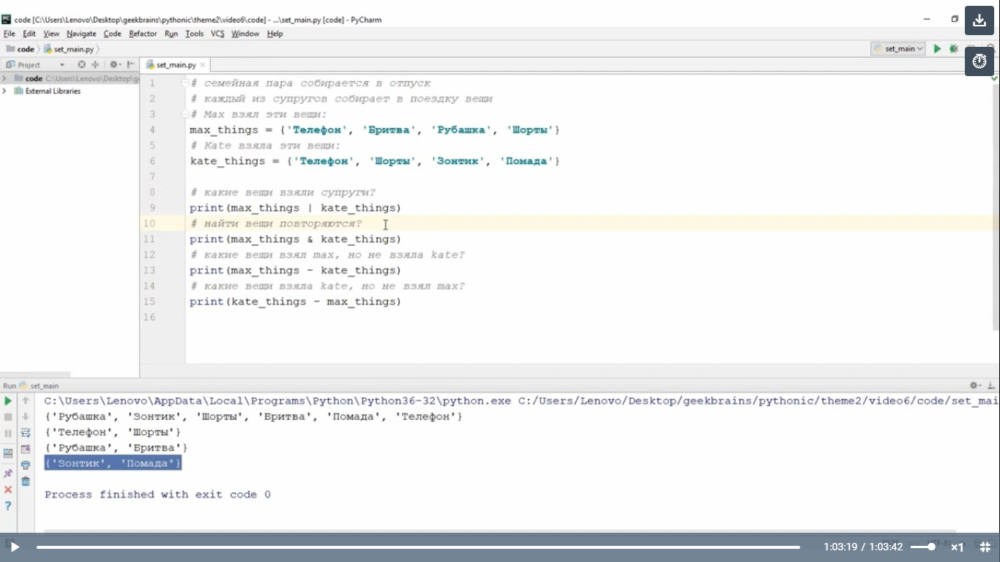 code [C:\Users\Lenovo\Desktop\geekbrains\pythonic\theme2\video6\code] - ...\set_main.py [code] - PyCharm
File Edit View Navigate Code Refactor Run Tools VCS Window Help
code set_main.py set_main
Project set_main.py
code C:\Users\Lenovo\Desktop\g
External Libraries
1 # семейная пара собирается в отпуск
2 # каждый из супругов собирает в поездку вещи
3 # Max взял эти вещи:
4 max_things = {'Телефон', 'Бритва', 'Рубашка', 'Шорты'}
5 # Kate взяла эти вещи:
6 kate_things = {'Телефон', 'Шорты', 'Зонтик', 'Помада'}
7
8 # какие вещи взяли супруги?
9 print(max_things | kate_things)
10 # найти вещи повторяются?
11 print(max_things & kate_things)
12 # какие вещи взял max, но не взяла kate?
13 print(max_things - kate_things)
14 # какие вещи взяла kate, но не взял max?
15 print(kate_things - max_things)
16
Run set_main
C:\Users\Lenovo\AppData\Local\Programs\Python\Python36-32\python.exe C:/Users/Lenovo/Desktop/geekbrains/pythonic/theme2/video6/code/set_mai
{'Рубашка', 'Зонтик', 'Шорты', 'Бритва', 'Помада', 'Телефон'}
{'Телефон', 'Шорты'}
{'Рубашка', 'Бритва'}
{'Зонтик', 'Помада'}
Process finished with exit code 0
1:03:19 / 1:03:42 ×1